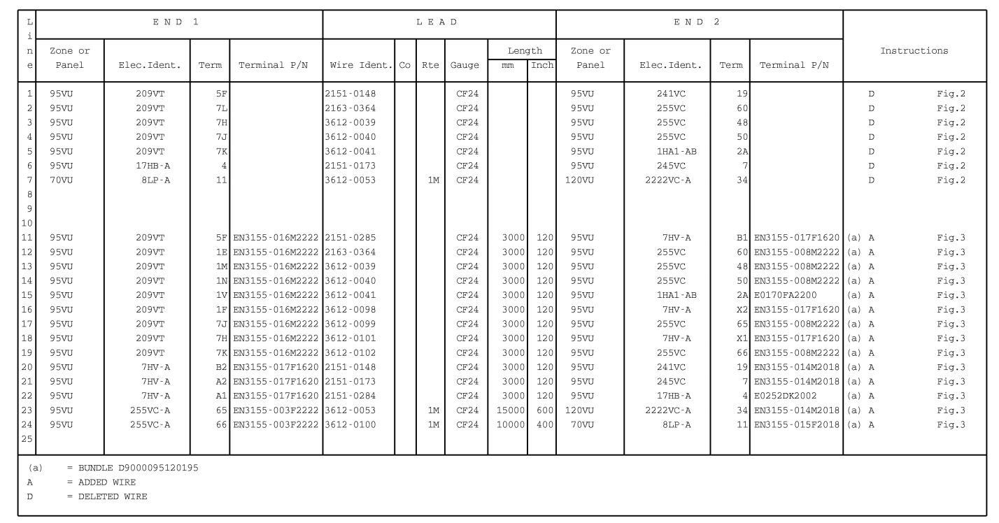 Line END 1 LEAD END 2
Zone or Length Zone or Instructions
Panel Elec.Ident. Term Terminal P/N Wire Ident. Co Rte Gauge mm Inch Panel Elec.Ident. Term Terminal P/N
1 95VU 209VT 5F 2151-0148 CF24 95VU 241VC 19 D Fig.2
2 95VU 209VT 7L 2163-0364 CF24 95VU 255VC 60 D Fig.2
3 95VU 209VT 7H 3612-0039 CF24 95VU 255VC 48 D Fig.2
4 95VU 209VT 7J 3612-0040 CF24 95VU 255VC 50 D Fig.2
5 95VU 209VT 7K 3612-0041 CF24 95VU 1HA1-AB 2A D Fig.2
6 95VU 17HB-A 4 2151-0173 CF24 95VU 245VC 7 D Fig.2
7 70VU 8LP-A 11 3612-0053 1M CF24 120VU 2222VC-A 34 D Fig.2
8
9
10
11 95VU 209VT 5F EN3155-016M2222 2151-0285 CF24 3000 120 95VU 7HV-A B1 EN3155-017F1620 (a) A Fig.3
12 95VU 209VT 1E EN3155-016M2222 2163-0364 CF24 3000 120 95VU 255VC 60 EN3155-008M2222 (a) A Fig.3
13 95VU 209VT 1M EN3155-016M2222 3612-0039 CF24 3000 120 95VU 255VC 48 EN3155-008M2222 (a) A Fig.3
14 95VU 209VT 1N EN3155-016M2222 3612-0040 CF24 3000 120 95VU 255VC 50 EN3155-008M2222 (a) A Fig.3
15 95VU 209VT 1V EN3155-016M2222 3612-0041 CF24 3000 120 95VU 1HA1-AB 2A E0170FA2200 (a) A Fig.3
16 95VU 209VT 1F EN3155-016M2222 3612-0098 CF24 3000 120 95VU 7HV-A X2 EN3155-017F1620 (a) A Fig.3
17 95VU 209VT 7J EN3155-016M2222 3612-0099 CF24 3000 120 95VU 255VC 65 EN3155-008M2222 (a) A Fig.3
18 95VU 209VT 7H EN3155-016M2222 3612-0101 CF24 3000 120 95VU 7HV-A X1 EN3155-017F1620 (a) A Fig.3
19 95VU 209VT 7K EN3155-016M2222 3612-0102 CF24 3000 120 95VU 255VC 66 EN3155-008M2222 (a) A Fig.3
20 95VU 7HV-A B2 EN3155-017F1620 2151-0148 CF24 3000 120 95VU 241VC 19 EN3155-014M2018 (a) A Fig.3
21 95VU 7HV-A A2 EN3155-017F1620 2151-0173 CF24 3000 120 95VU 245VC 7 EN3155-014M2018 (a) A Fig.3
22 95VU 7HV-A A1 EN3155-017F1620 2151-0284 CF24 3000 120 95VU 17HB-A 4 E0252DK2002 (a) A Fig.3
23 95VU 255VC-A 65 EN3155-003F2222 3612-0053 1M CF24 15000 600 120VU 2222VC-A 34 EN3155-014M2018 (a) A Fig.3
24 95VU 255VC-A 66 EN3155-003F2222 3612-0100 1M CF24 10000 400 70VU 8LP-A 11 EN3155-015F2018 (a) A Fig.3
25
(a) = BUNDLE D9000095120195
A = ADDED WIRE
D = DELETED WIRE